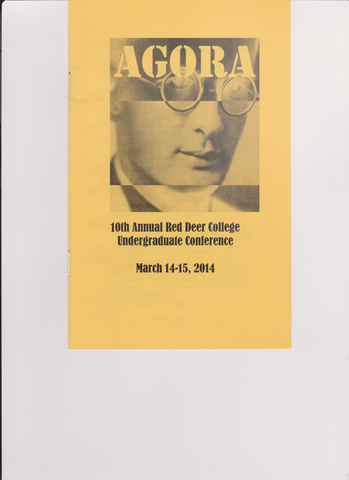 AGORA
10th Annual Red Deer College
Undergraduate Conference
March 14-15, 2014